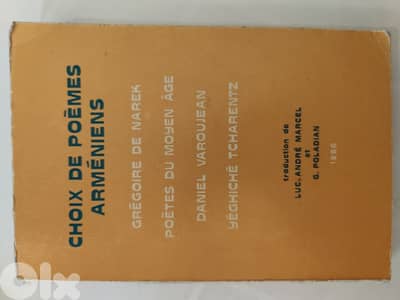 CHOIX DE POÈMES
ARMÉNIENS
GRÉGOIRE DE NAREK
POÈTES DU MOYEN ÂGE
DANIEL VAROUJEAN
YÉGHICHÉ TCHARENTZ
traduction de
LUC-ANDRÉ MARCEL
et
G. POLADIAN
1966
OLX